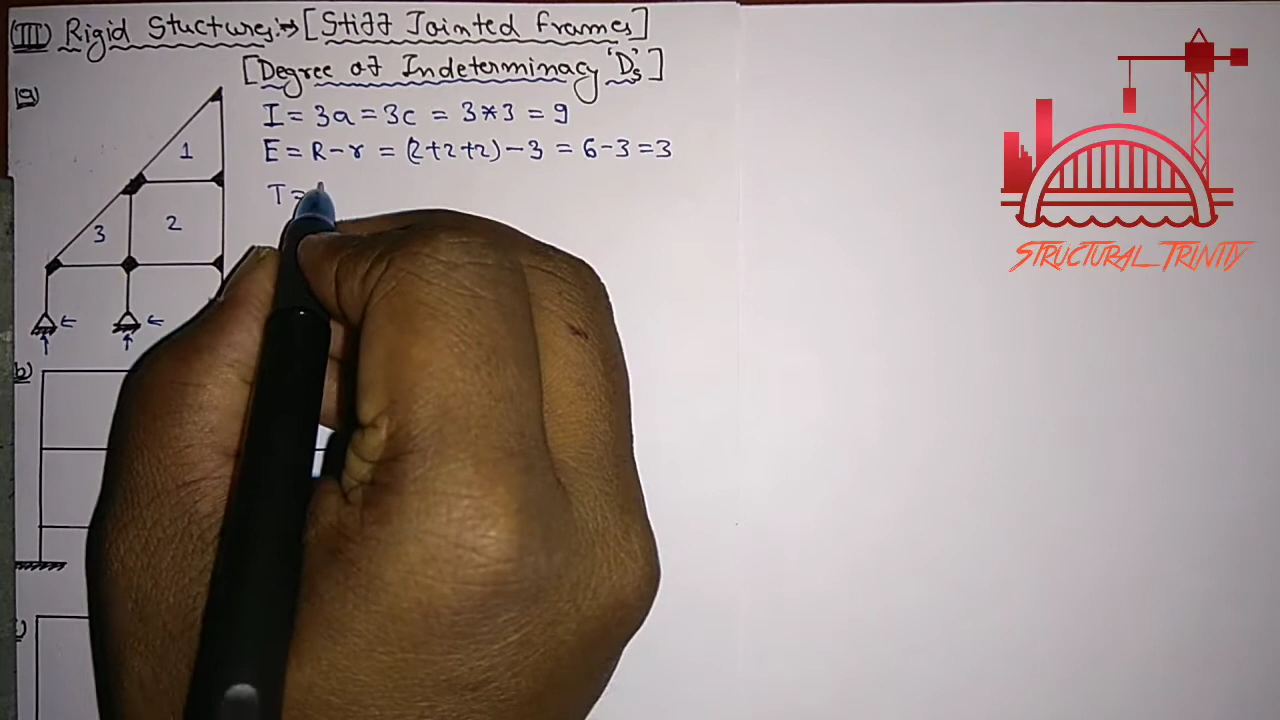 (III) Rigid Stuctures:→ [Stiff Jointed Frames]
[Degree of Indeterminacy 'Ds']
(a)
I = 3a = 3c = 3*3 = 9
E = R-r = (2+2+2) - 3 = 6-3 = 3
T =
1
2
3
b)
c)
STRUCTURAL_TRINITY